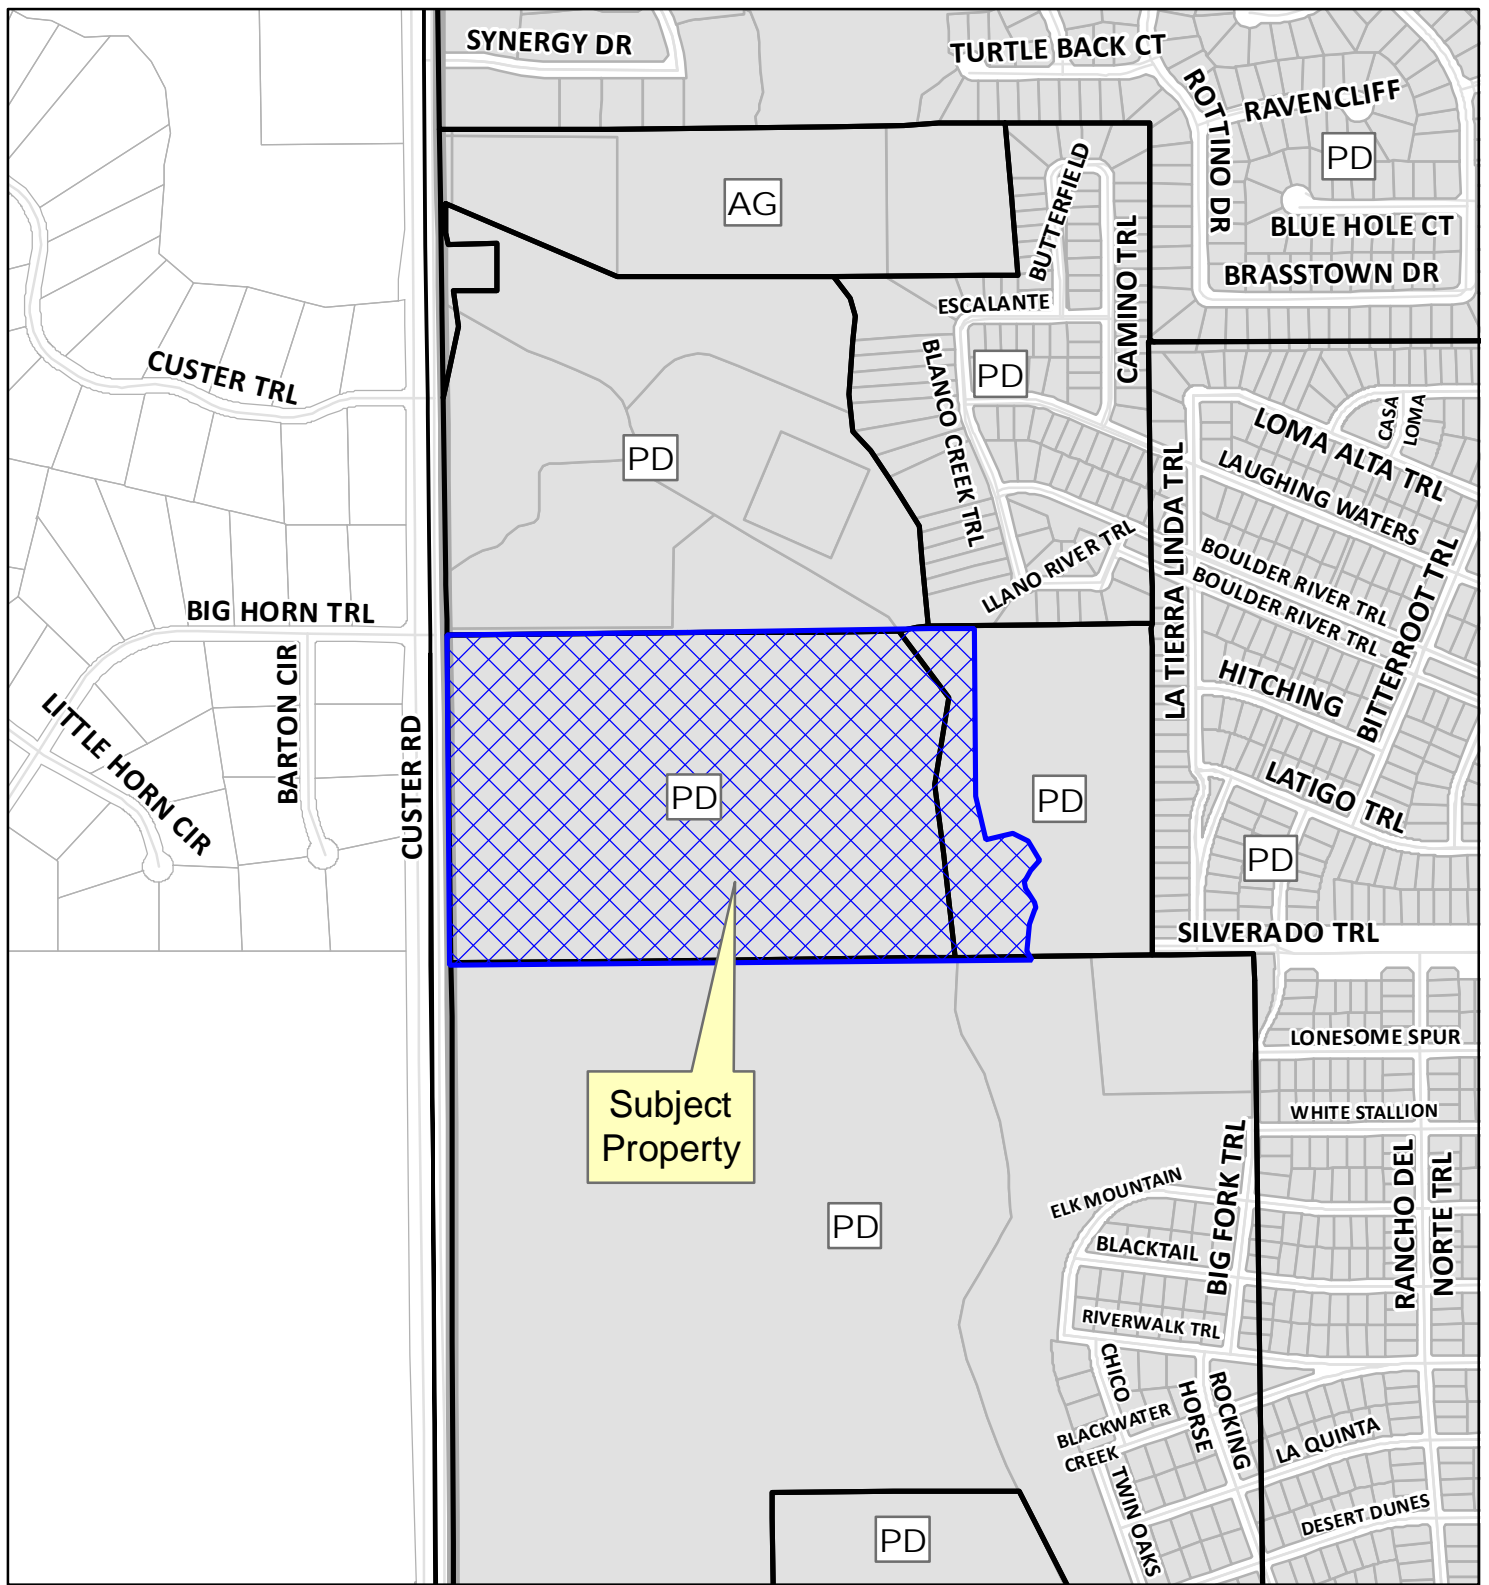 SYNERGY DR
TURTLE BACK CT
ROTTINO DR
RAVENCLIFF
PD
BLUE HOLE CT
BRASSTOWN DR
AG
BUTTERFIELD
CAMINO TRL
ESCALANTE
PD
BLANCO CREEK TRL
CUSTER TRL
PD
LLANO RIVER TRL
LA TIERRA LINDA TRL
CASA
LOMA
LOMA ALTA TRL
LAUGHING WATERS
BOULDER RIVER TRL
BOULDER RIVER TRL
BITTERROOT TRL
HITCHING
LATIGO TRL
PD
SILVERADO TRL
BIG HORN TRL
BARTON CIR
LITTLE HORN CIR
CUSTER RD
PD
PD
Subject
Property
LONESOME SPUR
WHITE STALLION
RANCHO DEL
NORTE TRL
BIG FORK TRL
ELK MOUNTAIN
BLACKTAIL
RIVERWALK TRL
PD
CHICO
BLACKWATER
CREEK
TWIN OAKS
ROCKING
HORSE
LA QUINTA
DESERT DUNES
PD